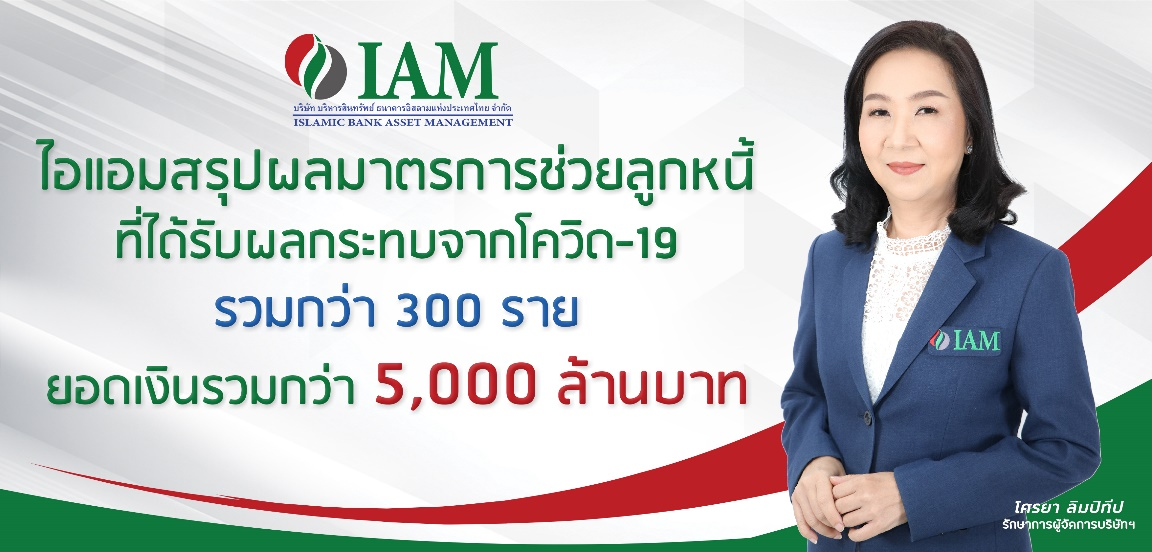 IAM
บริษัท บริหารสินทรัพย์ ธนาคารอิสลามแห่งประเทศไทย จำกัด
ISLAMIC BANK ASSET MANAGEMENT
ไอแอมสรุปผลมาตรการช่วยลูกหนี้
ที่ได้รับผลกระทบจากโควิด-19
รวมกว่า 300 ราย
ยอดเงินรวมกว่า 5,000 ล้านบาท
IAM
โศรยา ลิมปิทีป
รักษาการผู้จัดการบริษัทฯ